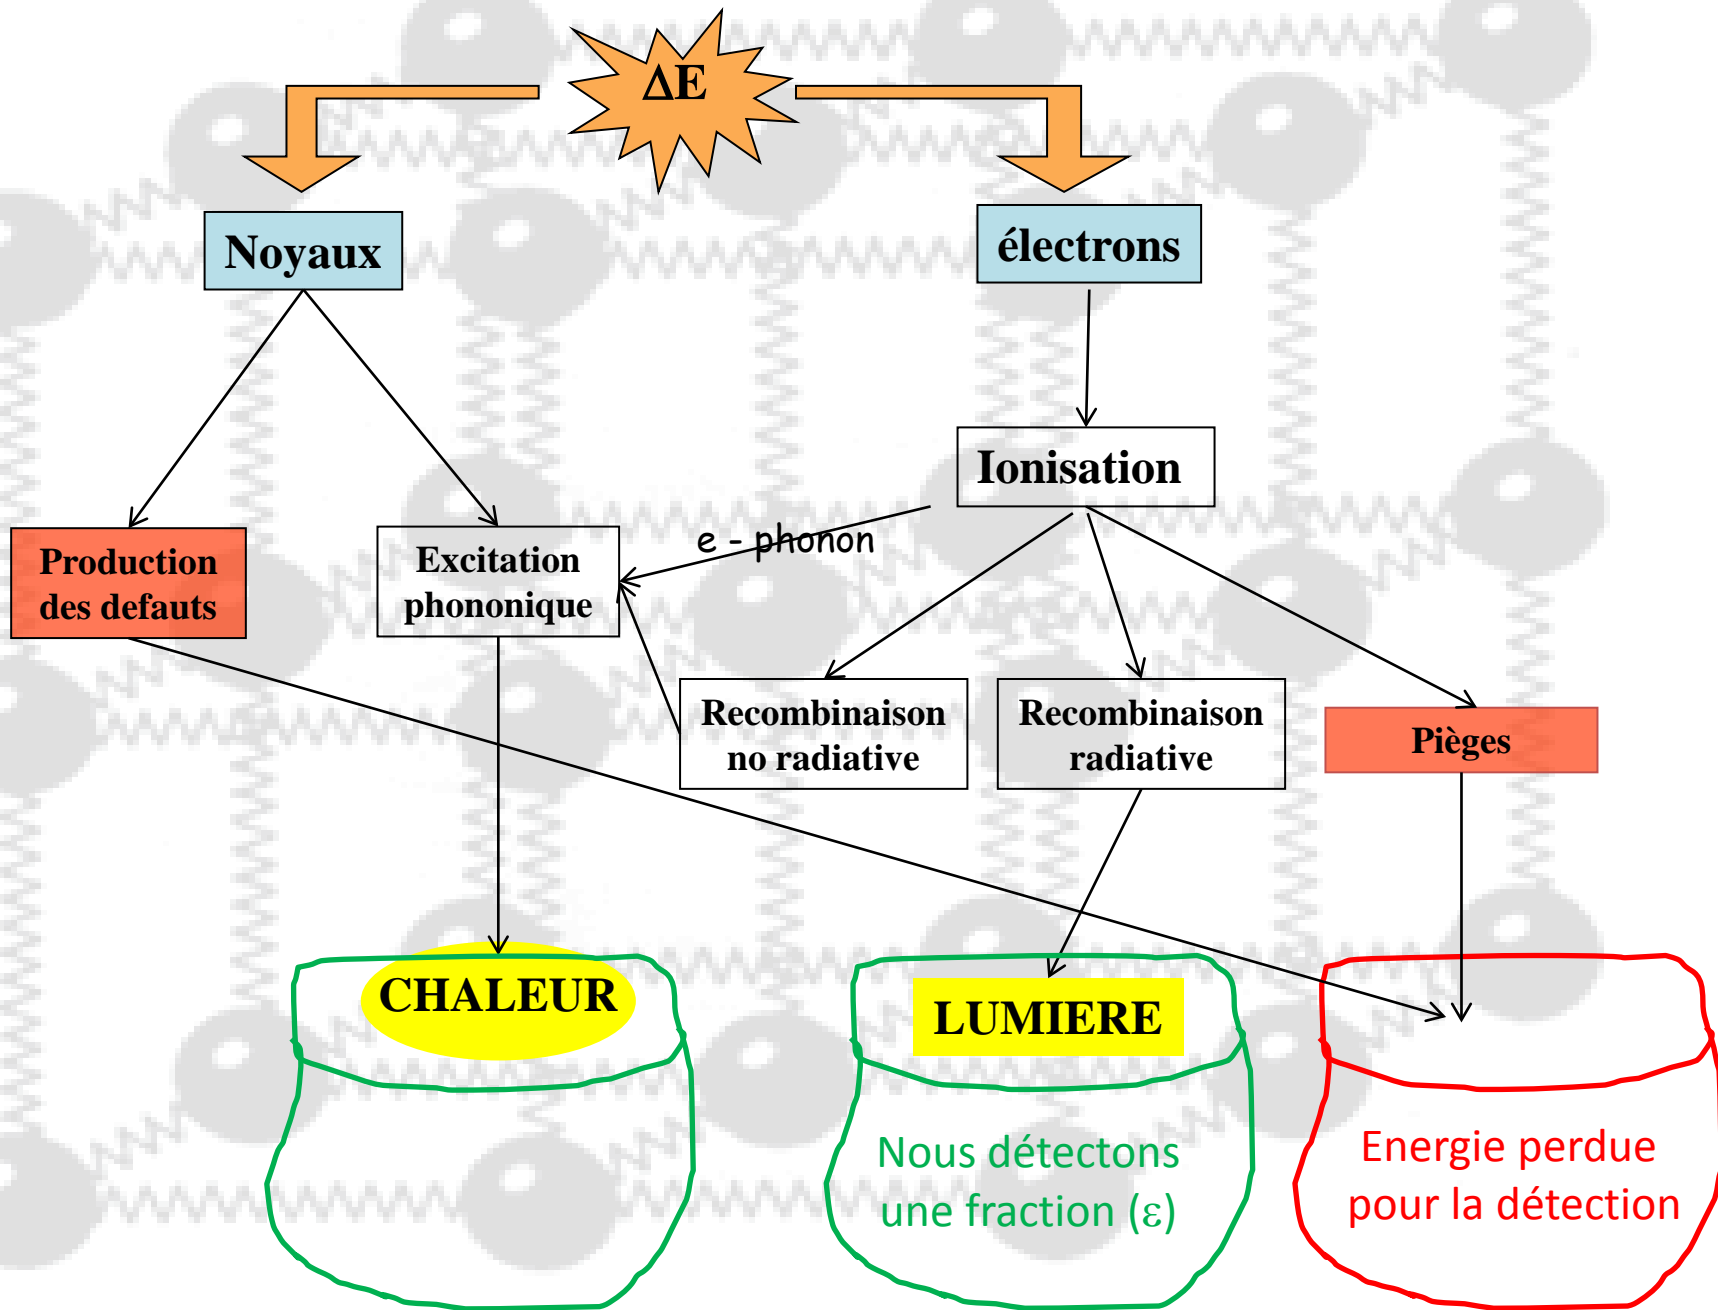 ΔE
Noyaux
électrons
Ionisation
e - phonon
Production
des defauts
Excitation
phononique
Recombinaison
no radiative
Recombinaison
radiative
Pièges
CHALEUR
LUMIERE
Nous détectons
une fraction (ε)
Energie perdue
pour la détection